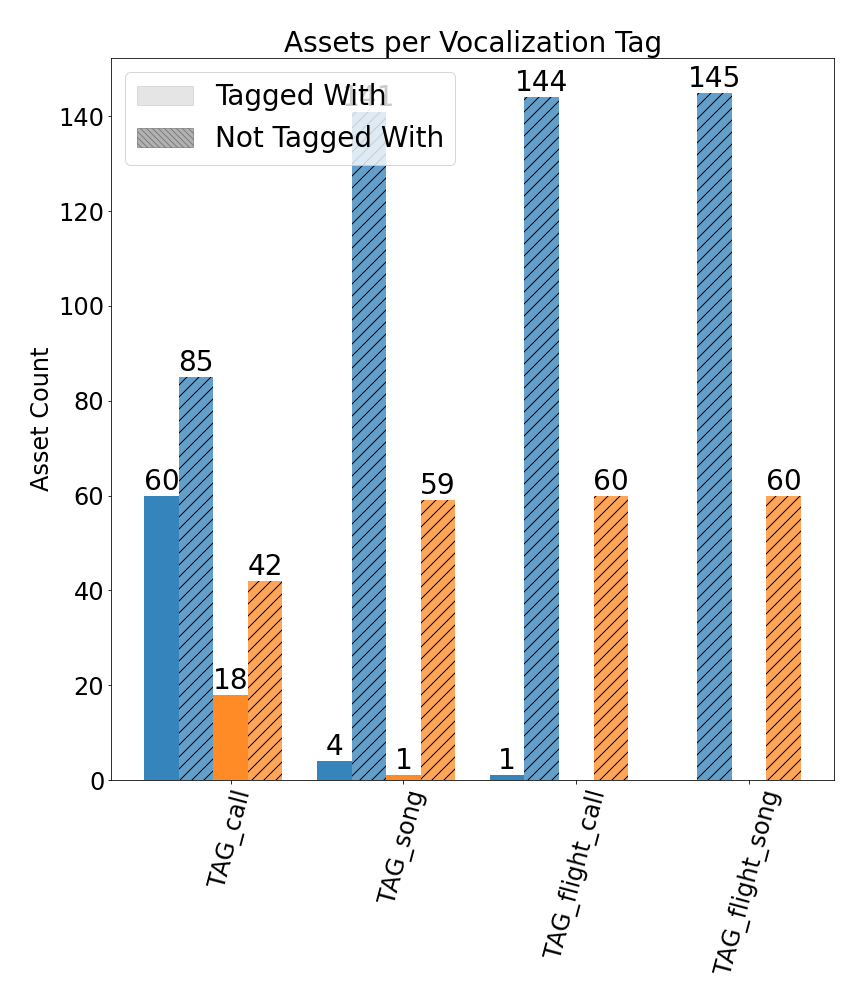 Assets per Vocalization Tag
Tagged With
Not Tagged With
Asset Count
140
120
100
80
60
40
20
0
60
85
18
42
4
141
1
59
1
144
60
145
60
TAG_call
TAG_song
TAG_flight_call
TAG_flight_song